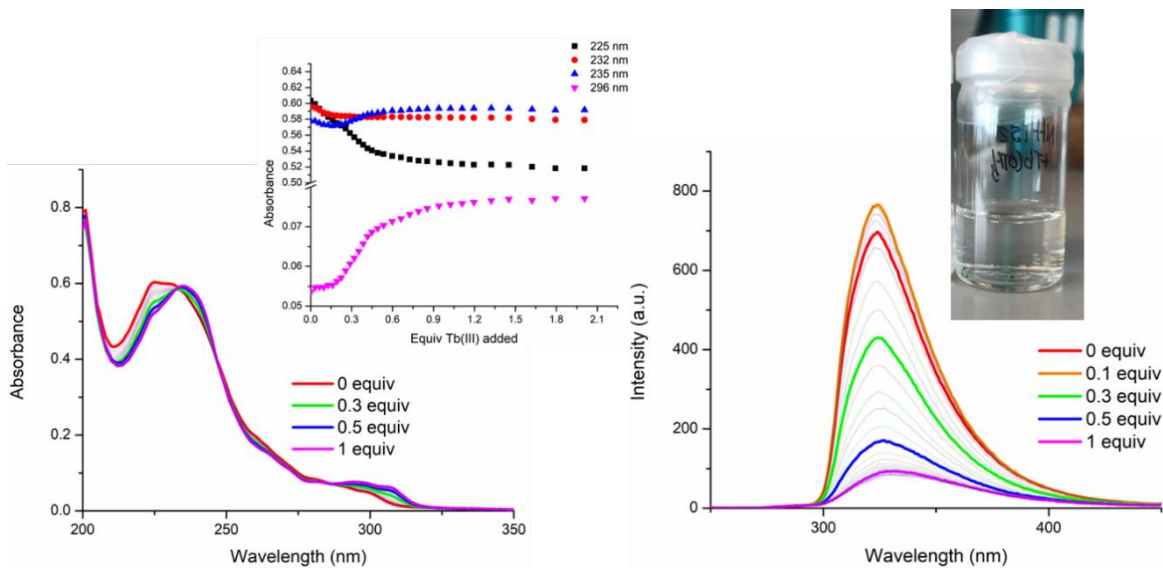 0.8
0.6
0.4
0.2
0.0
Absorbance
200 250 300 350
Wavelength (nm)
0 equiv
0.3 equiv
0.5 equiv
1 equiv
225 nm
232 nm
235 nm
296 nm
0.64
0.62
0.60
0.58
0.56
0.54
0.52
0.50
0.07
0.06
0.05
Absorbance
0.0 0.3 0.6 0.9 1.2 1.5 1.8 2.1
Equiv Tb(III) added
800
600
400
200
0
Intensity (a.u.)
300 400
Wavelength (nm)
0 equiv
0.1 equiv
0.3 equiv
0.5 equiv
1 equiv